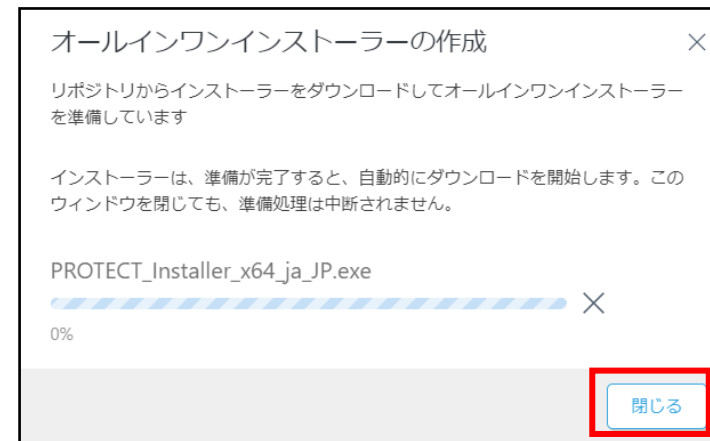 オールインワンインストーラーの作成
リポジトリからインストーラーをダウンロードしてオールインワンインストーラー
を準備しています
インストーラーは、準備が完了すると、自動的にダウンロードを開始します。この
ウィンドウを閉じても、準備処理は中断されません。
PROTECT_Installer_x64_ja_JP.exe
0%
閉じる